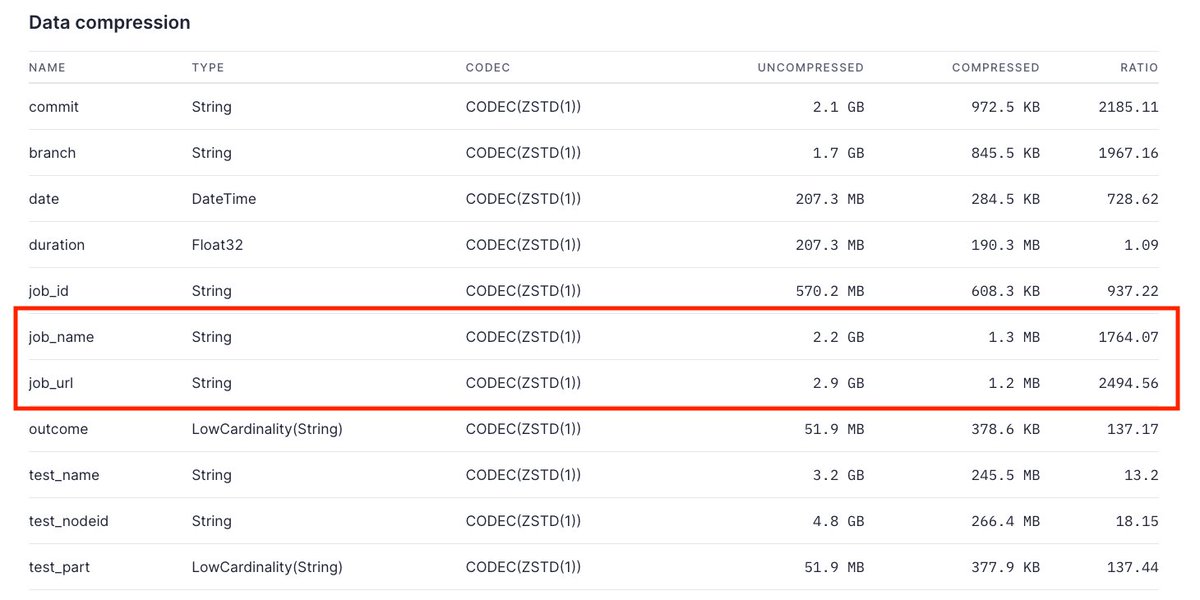 Data compression
NAME TYPE CODEC UNCOMPRESSED COMPRESSED RATIO
commit String CODEC(ZSTD(1)) 2.1 GB 972.5 KB 2185.11
branch String CODEC(ZSTD(1)) 1.7 GB 845.5 KB 1967.16
date DateTime CODEC(ZSTD(1)) 207.3 MB 284.5 KB 728.62
duration Float32 CODEC(ZSTD(1)) 207.3 MB 190.3 MB 1.09
job_id String CODEC(ZSTD(1)) 570.2 MB 608.3 KB 937.22
job_name String CODEC(ZSTD(1)) 2.2 GB 1.3 MB 1764.07
job_url String CODEC(ZSTD(1)) 2.9 GB 1.2 MB 2494.56
outcome LowCardinality(String) CODEC(ZSTD(1)) 51.9 MB 378.6 KB 137.17
test_name String CODEC(ZSTD(1)) 3.2 GB 245.5 MB 13.2
test_nodeid String CODEC(ZSTD(1)) 4.8 GB 266.4 MB 18.15
test_part LowCardinality(String) CODEC(ZSTD(1)) 51.9 MB 377.9 KB 137.44